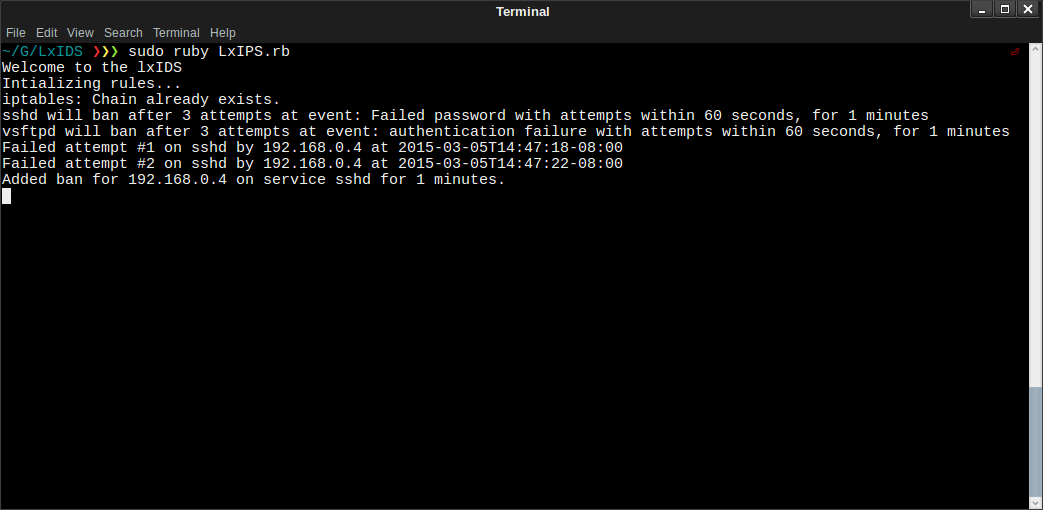 Terminal
File Edit View Search Terminal Help
~/G/LxIDS ❯❯❯ sudo ruby LxIPS.rb ⏎
Welcome to the lxIDS
Intializing rules...
iptables: Chain already exists.
sshd will ban after 3 attempts at event: Failed password with attempts within 60 seconds, for 1 minutes
vsftpd will ban after 3 attempts at event: authentication failure with attempts within 60 seconds, for 1 minutes
Failed attempt #1 on sshd by 192.168.0.4 at 2015-03-05T14:47:18-08:00
Failed attempt #2 on sshd by 192.168.0.4 at 2015-03-05T14:47:22-08:00
Added ban for 192.168.0.4 on service sshd for 1 minutes.